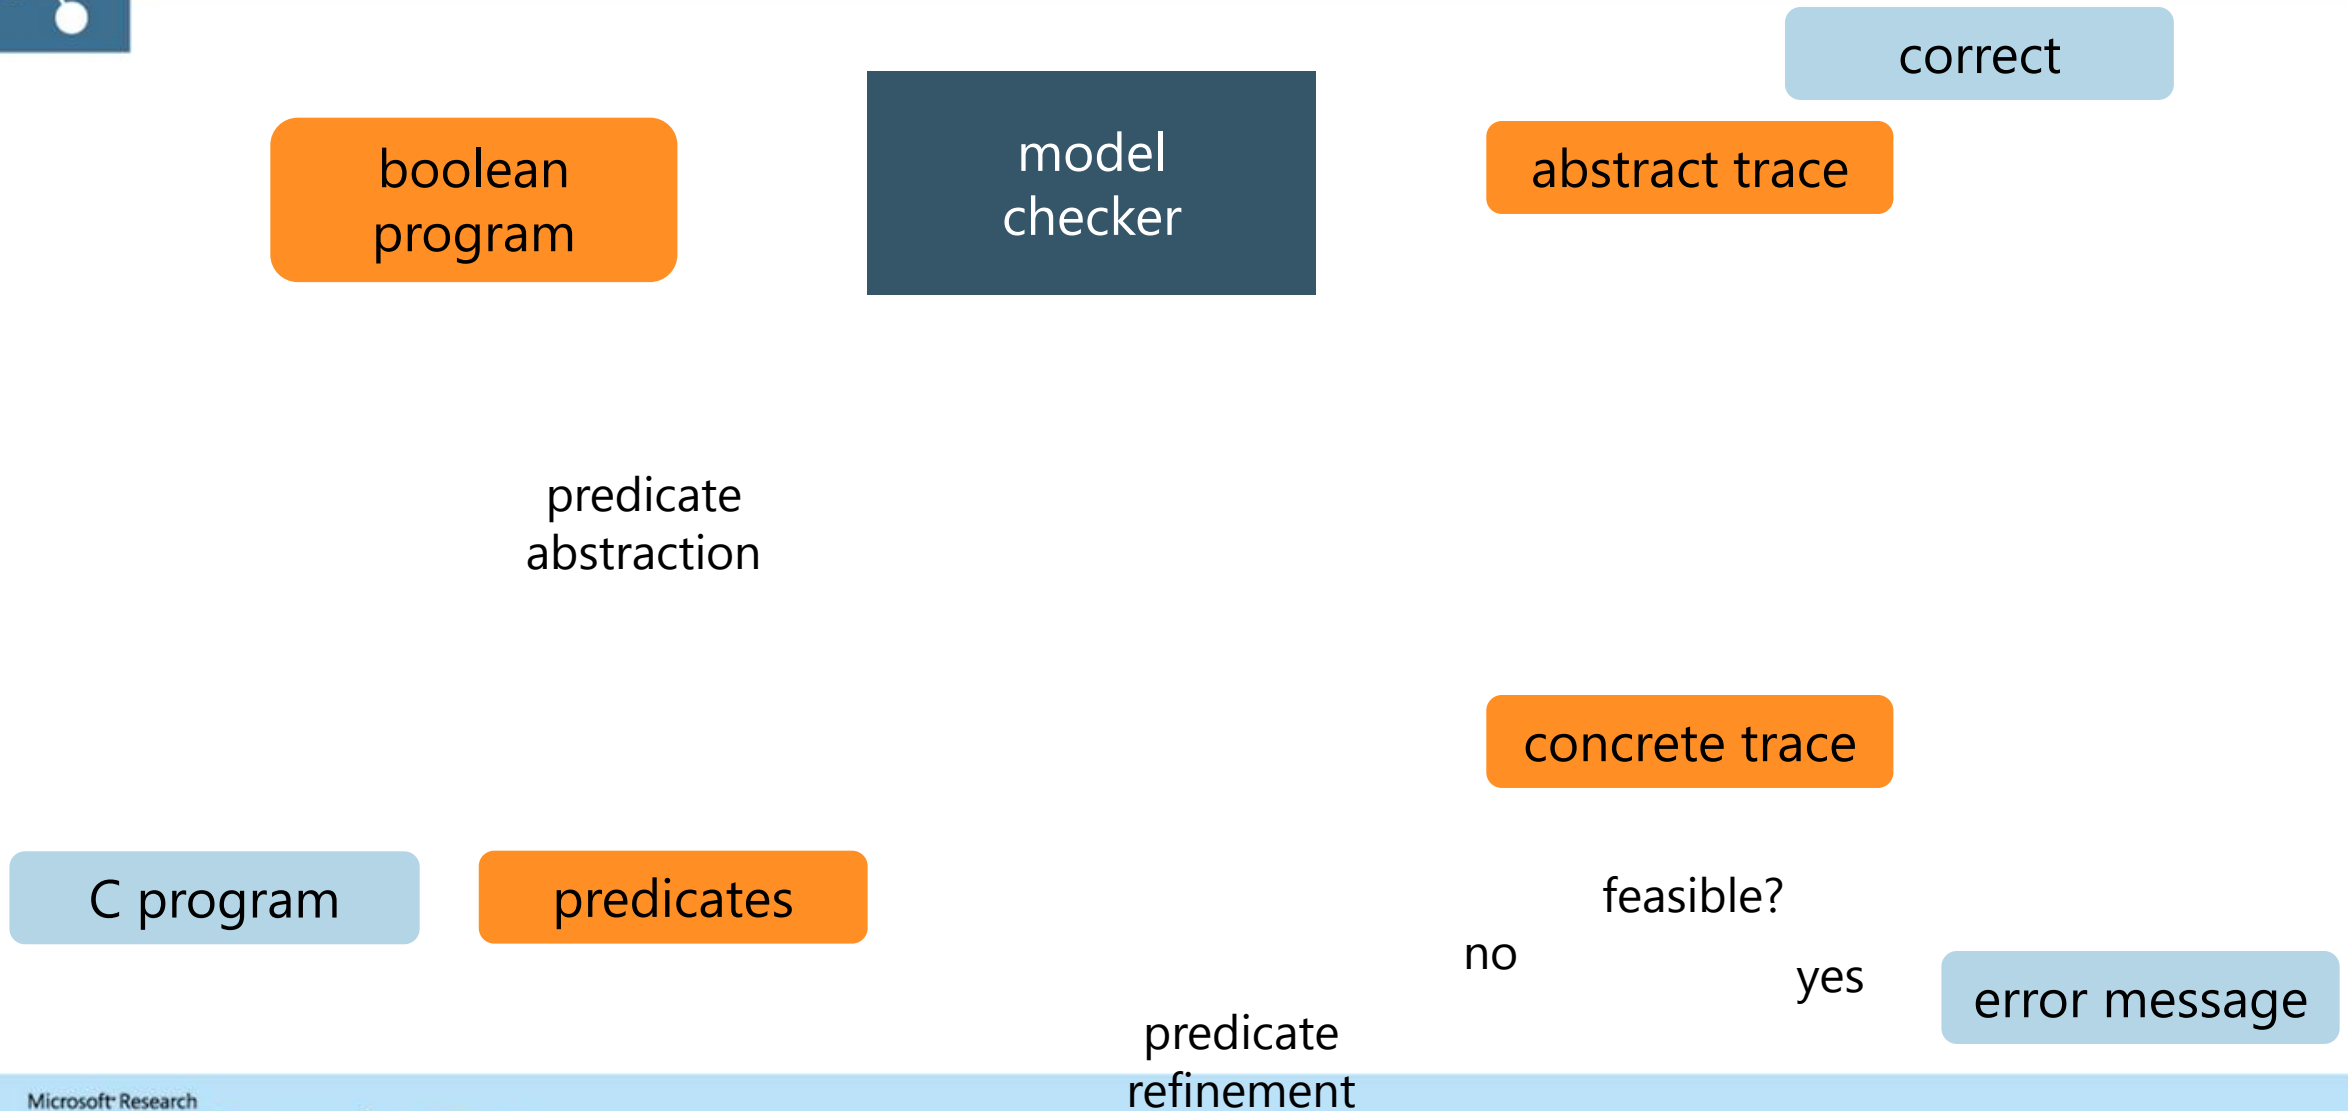 correct
boolean
program
model
checker
abstract trace
predicate
abstraction
concrete trace
C program
predicates
feasible?
no
yes
error message
predicate
refinement
Microsoft Research